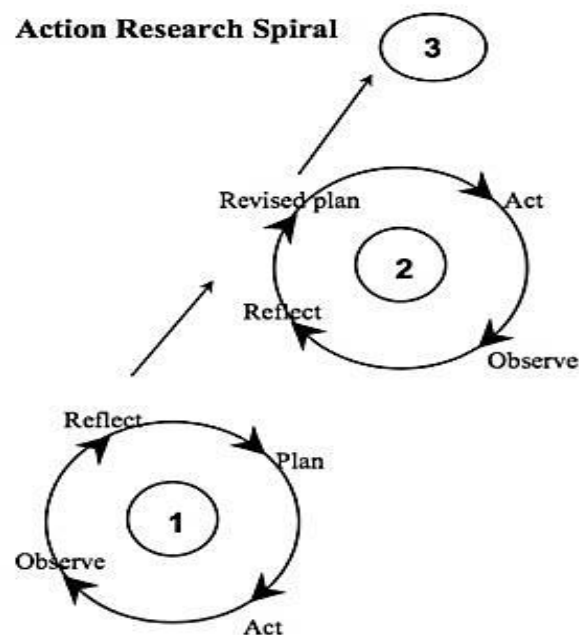 Action Research Spiral
3
Revised plan
Act
2
Reflect
Observe
Reflect
Plan
1
Observe
Act